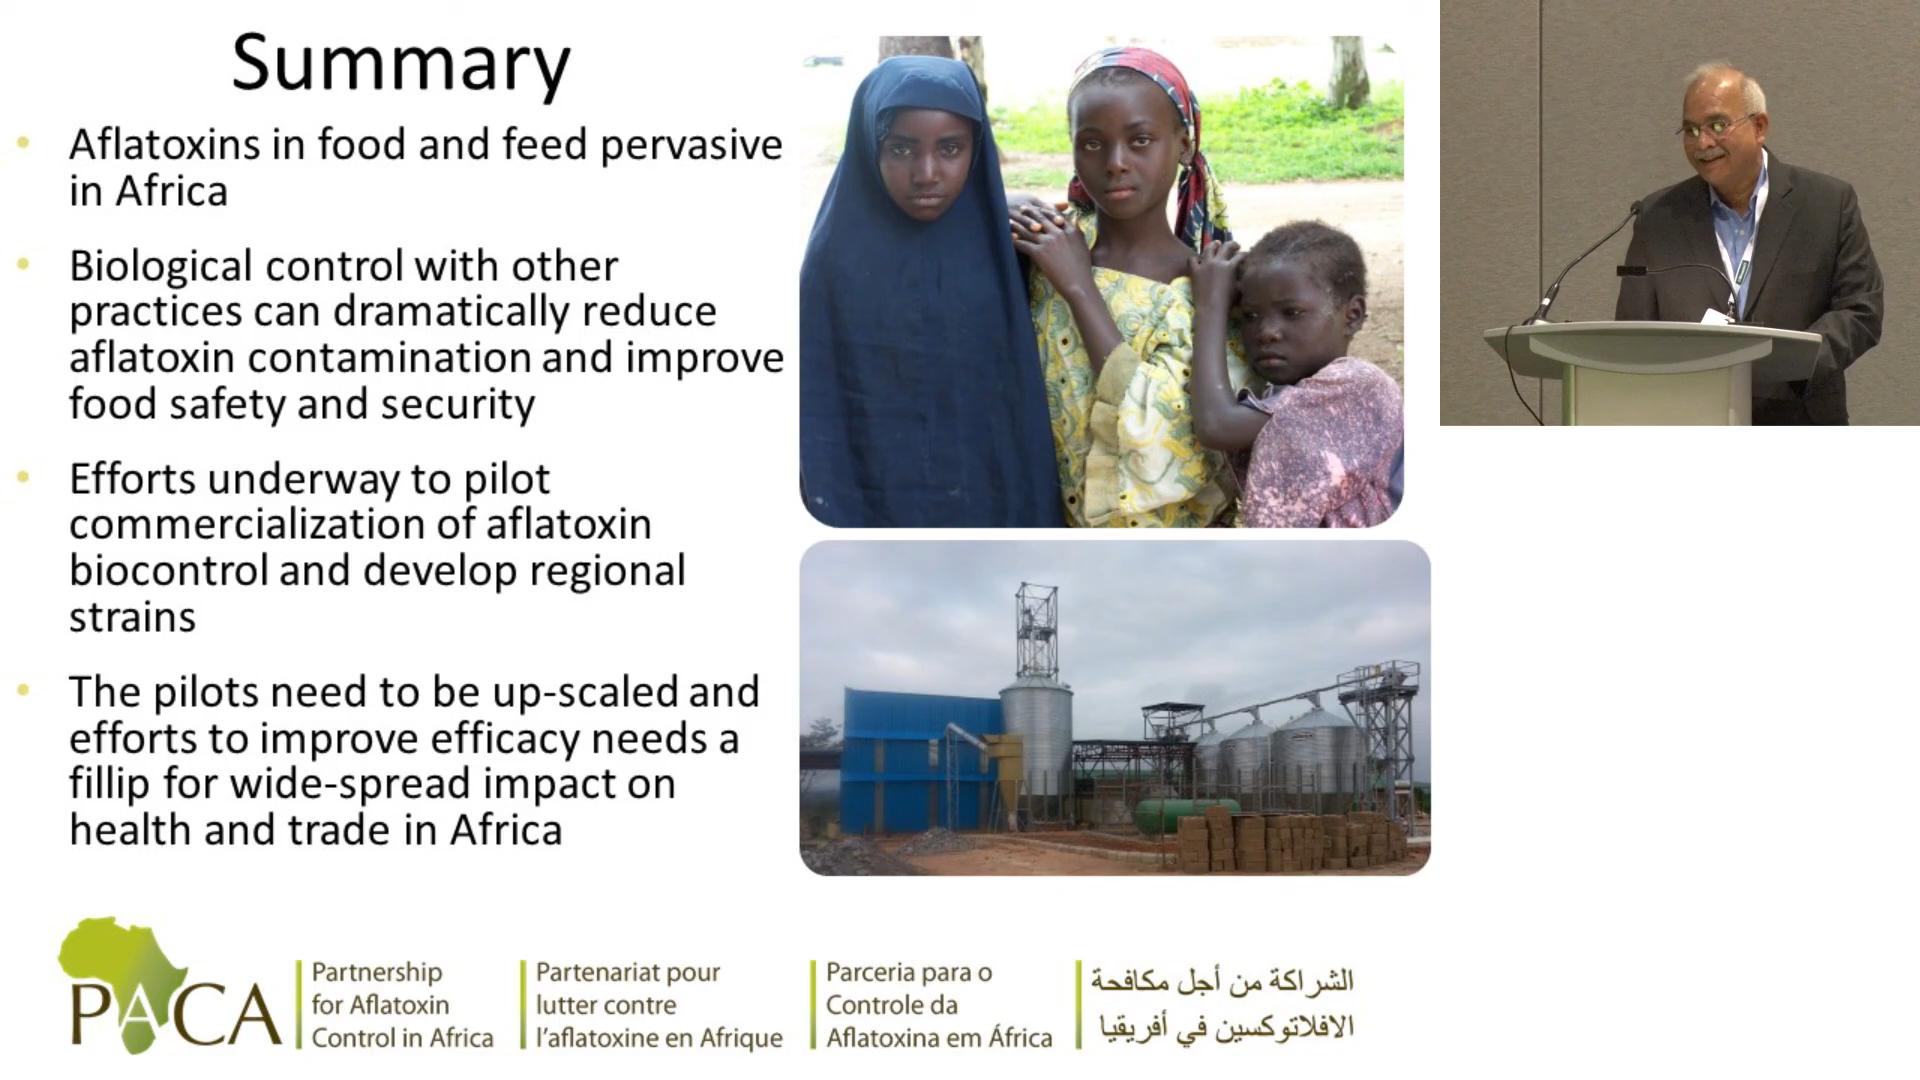 Summary
• Aflatoxins in food and feed pervasive
in Africa
• Biological control with other
practices can dramatically reduce
aflatoxin contamination and improve
food safety and security
• Efforts underway to pilot
commercialization of aflatoxin
biocontrol and develop regional
strains
• The pilots need to be up-scaled and
efforts to improve efficacy needs a
fillip for wide-spread impact on
health and trade in Africa
PACA
Partnership
for Aflatoxin
Control in Africa
Partenariat pour
lutter contre
l'aflatoxine en Afrique
Parceria para o
Controle da
Aflatoxina em África
الشراكة من أجل مكافحة
الافلاتوكسين في أفريقيا